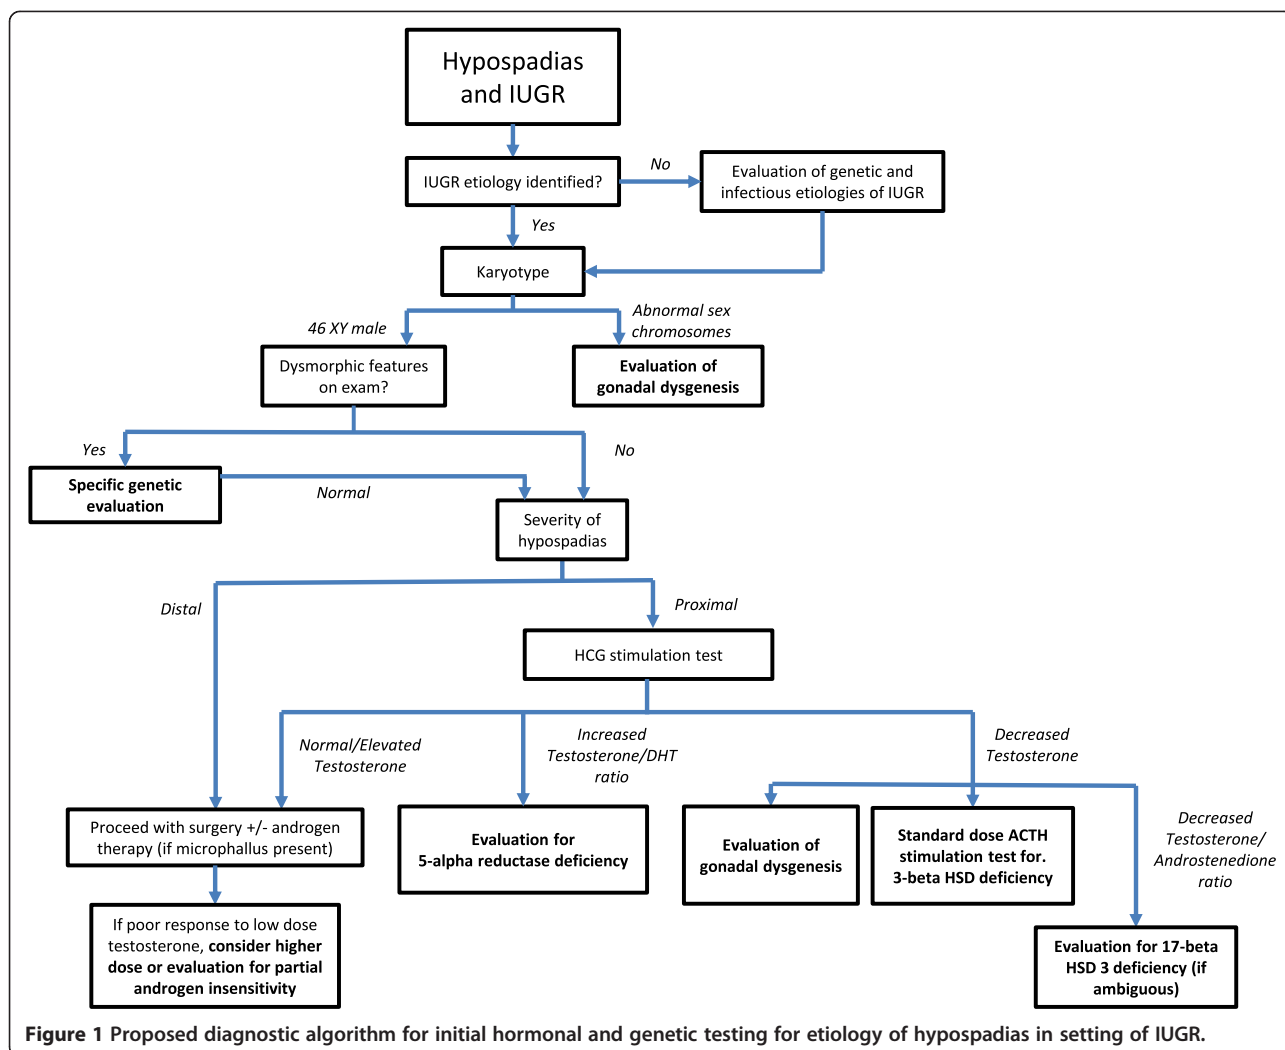 Hypospadias
and IUGR
IUGR etiology identified?
No
Evaluation of genetic and
infectious etiologies of IUGR
Yes
Karyotype
46 XY male
Abnormal sex
chromosomes
Dysmorphic features
on exam?
Evaluation of
gonadal dysgenesis
Yes
No
Specific genetic
evaluation
Normal
Severity of
hypospadias
Distal
Proximal
HCG stimulation test
Normal/Elevated
Testosterone
Increased
Testosterone/DHT
ratio
Decreased
Testosterone
Proceed with surgery +/- androgen
therapy (if microphallus present)
Evaluation for
5-alpha reductase deficiency
Evaluation of
gonadal dysgenesis
Standard dose ACTH
stimulation test for.
3-beta HSD deficiency
Decreased
Testosterone/
Androstenedione
ratio
If poor response to low dose
testosterone, consider higher
dose or evaluation for partial
androgen insensitivity
Evaluation for 17-beta
HSD 3 deficiency (if
ambiguous)
Figure 1 Proposed diagnostic algorithm for initial hormonal and genetic testing for etiology of hypospadias in setting of IUGR.